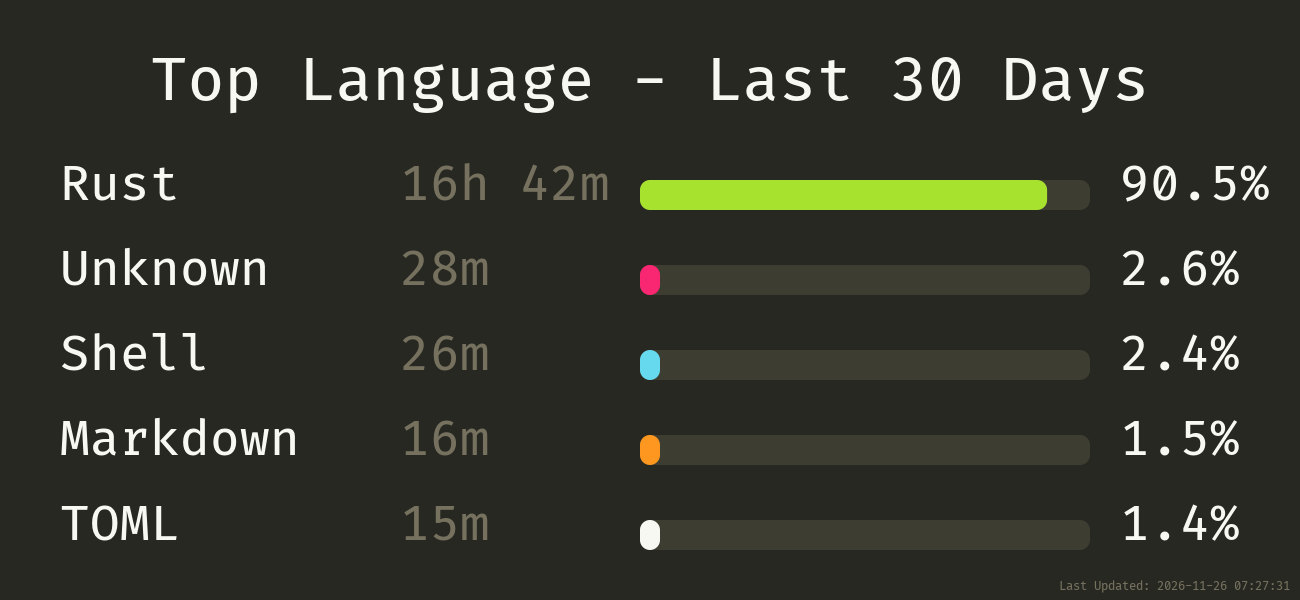 Top Language - Last 30 Days
Rust 16h 42m 90.5%
Unknown 28m 2.6%
Shell 26m 2.4%
Markdown 16m 1.5%
TOML 15m 1.4%
Last Updated: 2026-11-26 07:27:31